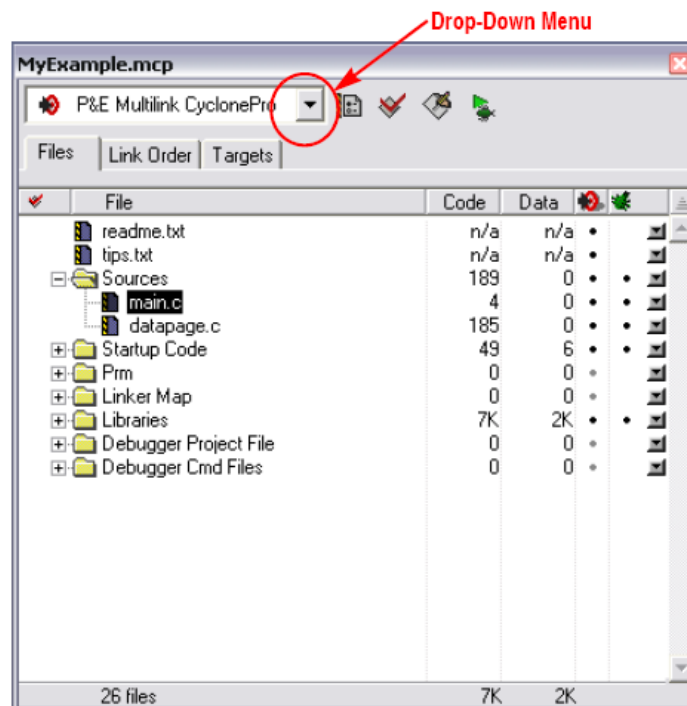 Drop-Down Menu
MyExample.mcp
P&E Multilink CyclonePro
Files Link Order Targets
File Code Data
readme.txt n/a n/a
tips.txt n/a n/a
Sources 189 0
main.c 4 0
datapage.c 185 0
Startup Code 49 6
Prm 0 0
Linker Map 0 0
Libraries 7K 2K
Debugger Project File 0 0
Debugger Cmd Files 0 0
26 files 7K 2K